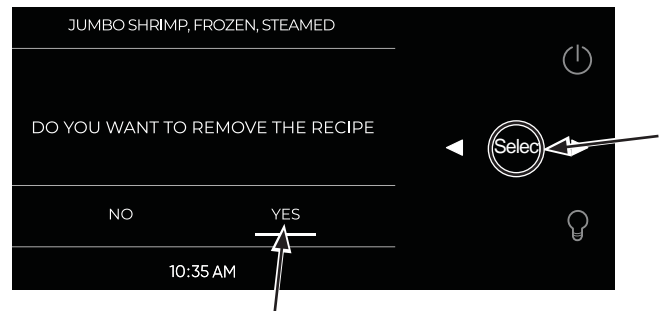 JUMBO SHRIMP, FROZEN, STEAMED
DO YOU WANT TO REMOVE THE RECIPE
Selec
NO YES
10:35 AM